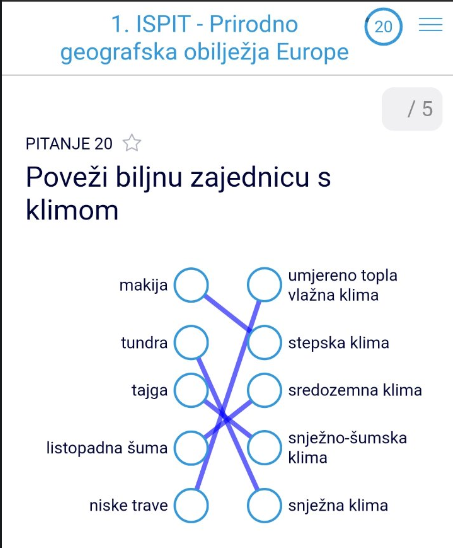 1. ISPIT - Prirodno
geografska obilježja Europe
20
/ 5
PITANJE 20
Poveži biljnu zajednicu s
klimom
makija
umjereno topla
vlažna klima
tundra
stepska klima
tajga
sredozemna klima
listopadna šuma
snježno-šumska
klima
niske trave
snježna klima